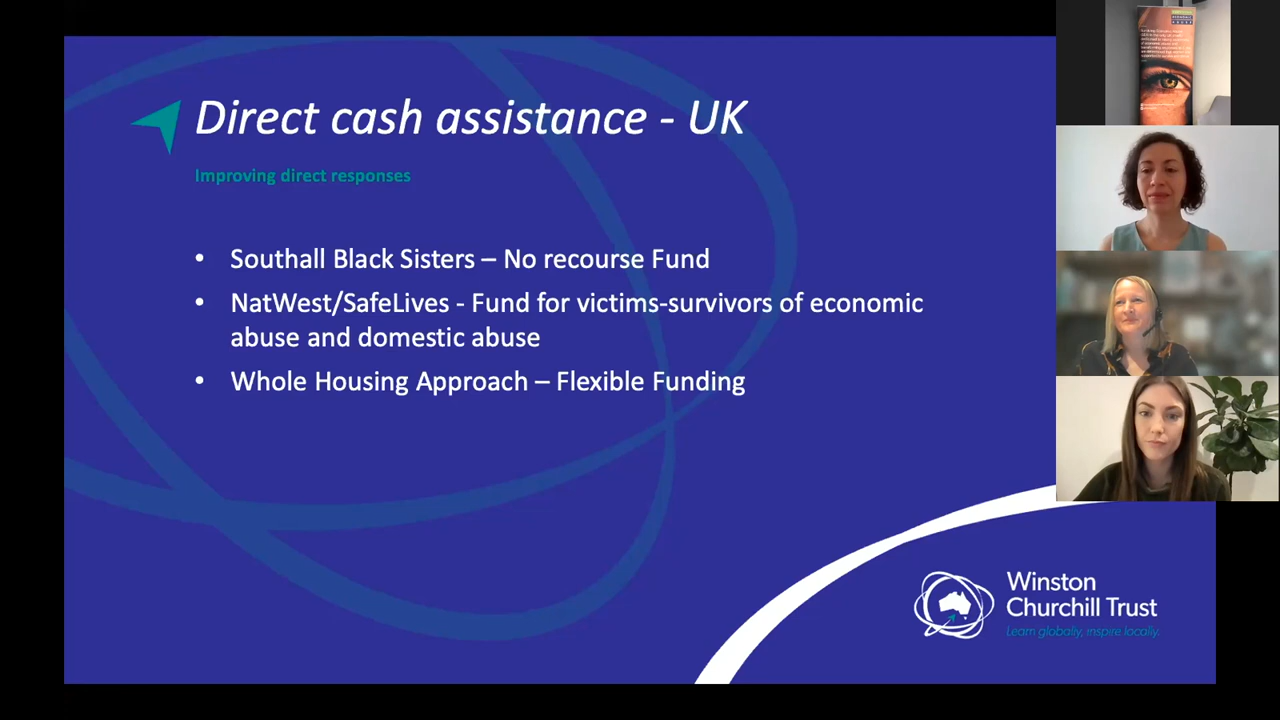 Direct cash assistance - UK
Improving direct responses
• Southall Black Sisters – No recourse Fund
• NatWest/SafeLives - Fund for victims-survivors of economic
abuse and domestic abuse
• Whole Housing Approach – Flexible Funding
Winston
Churchill Trust
Learn globally, inspire locally.